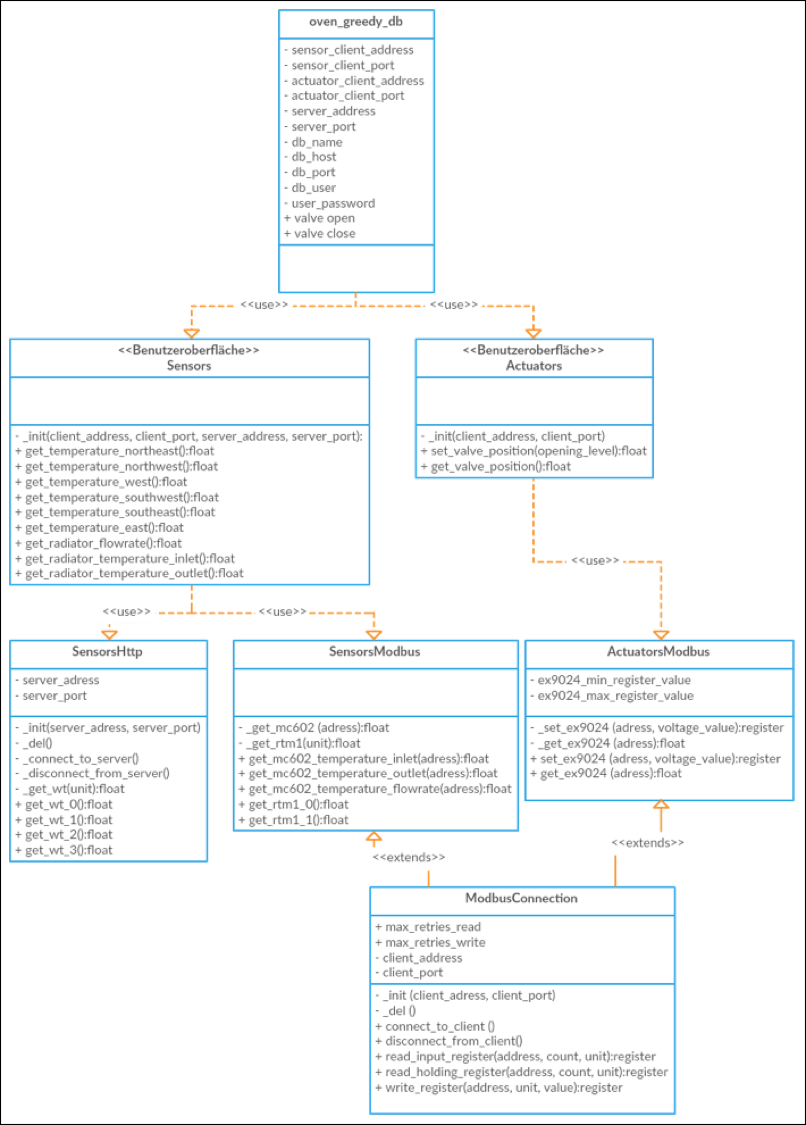 oven_greedy_db
- sensor_client_address
- sensor_client_port
- actuator_client_address
- actuator_client_port
- server_address
- server_port
- db_name
- db_host
- db_port
- db_user
- user_password
+ valve open
+ valve close
<<use>>
<<use>>
<<Benutzeroberfläche>>
Sensors
- _init(client_address, client_port, server_address, server_port):
+ get_temperature_northeast():float
+ get_temperature_northwest():float
+ get_temperature_west():float
+ get_temperature_southwest():float
+ get_temperature_southeast():float
+ get_temperature_east():float
+ get_radiator_flowrate():float
+ get_radiator_temperature_inlet():float
+ get_radiator_temperature_outlet():float
<<Benutzeroberfläche>>
Actuators
- _init(client_address, client_port)
+ set_valve_position(opening_level):float
+ get_valve_position():float
<<use>>
<<use>>
<<use>>
SensorsHttp
- server_adress
- server_port
- _init(server_adress, server_port)
- _del()
- _connect_to_server()
- _disconnect_from_server()
- _get_wt(unit):float
+ get_wt_0():float
+ get_wt_1():float
+ get_wt_2():float
+ get_wt_3():float
SensorsModbus
- _get_mc602 (adress):float
- _get_rtm1(unit):float
+ get_mc602_temperature_inlet(adress):float
+ get_mc602_temperature_outlet(adress):float
+ get_mc602_temperature_flowrate(adress):float
+ get_rtm1_0():float
+ get_rtm1_1():float
ActuatorsModbus
- ex9024_min_register_value
- ex9024_max_register_value
- _set_ex9024 (adress, voltage_value):register
- _get_ex9024 (adress):float
+ set_ex9024 (adress, voltage_value):register
+ get_ex9024 (adress):float
<<extends>>
<<extends>>
ModbusConnection
+ max_retries_read
+ max_retries_write
- client_address
- client_port
- _init (client_adress, client_port)
- _del ()
+ connect_to_client ()
+ disconnect_from_client()
+ read_input_register(address, count, unit):register
+ read_holding_register(address, count, unit):register
+ write_register(address, unit, value):register